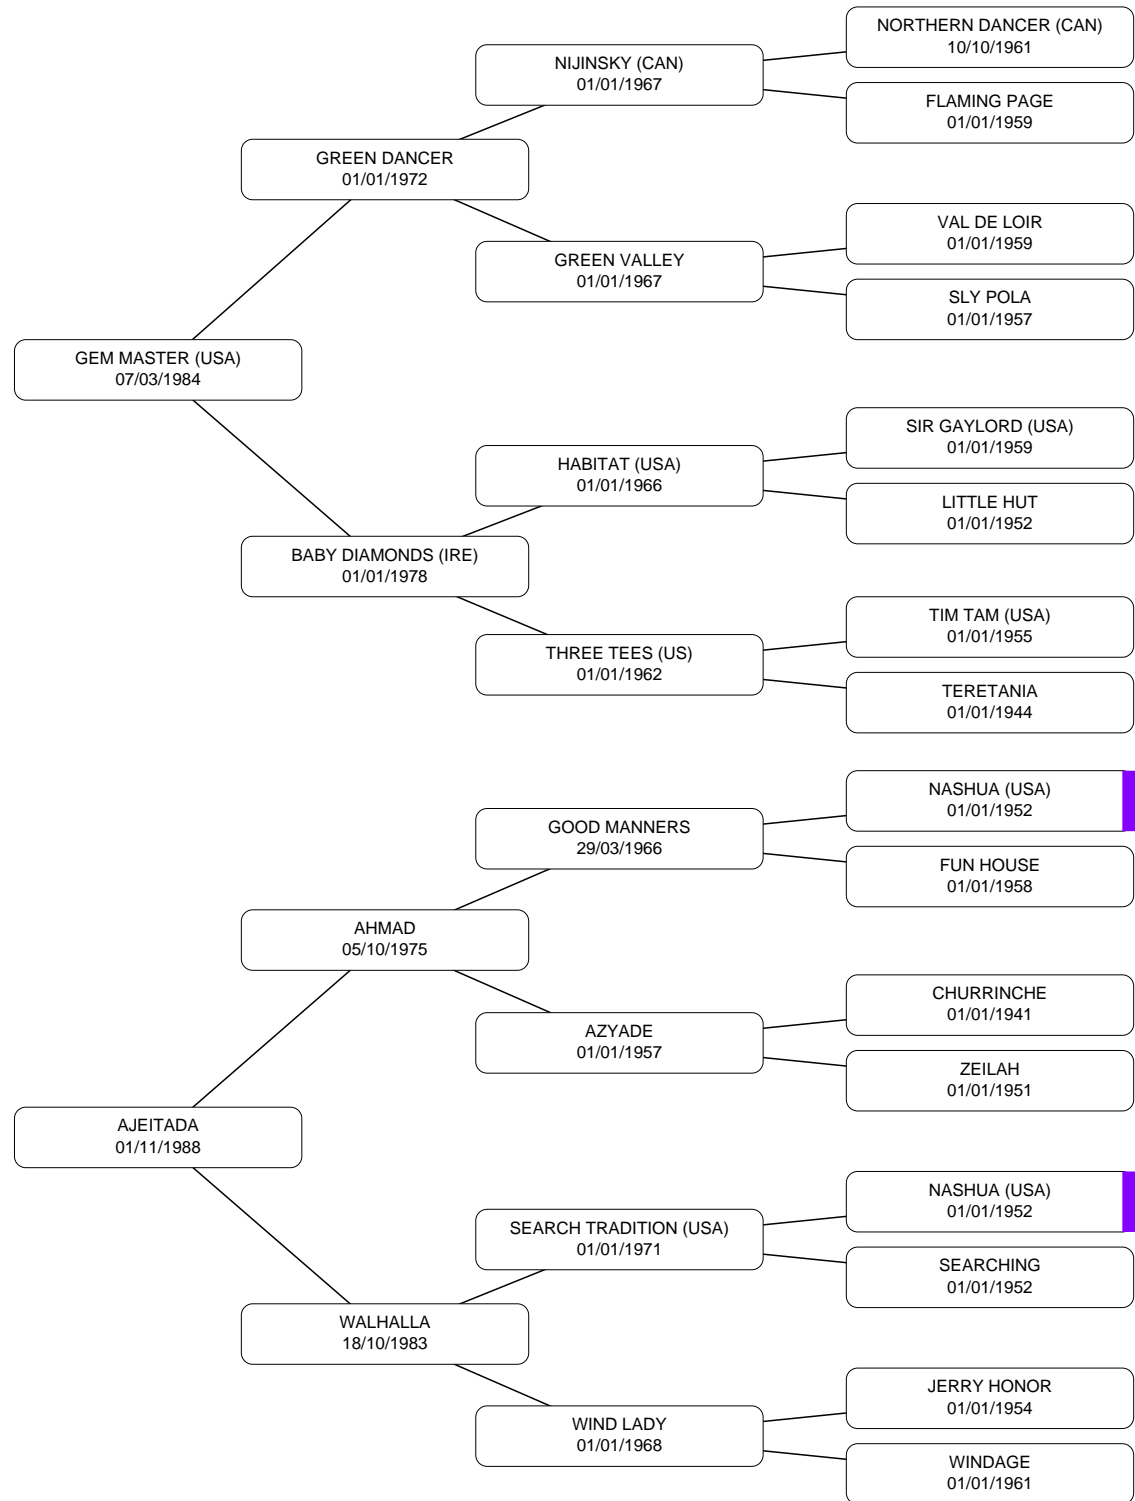 NORTHERN DANCER (CAN)
10/10/1961
NIJINSKY (CAN)
01/01/1967
FLAMING PAGE
01/01/1959
GREEN DANCER
01/01/1972
VAL DE LOIR
01/01/1959
GREEN VALLEY
01/01/1967
SLY POLA
01/01/1957
GEM MASTER (USA)
07/03/1984
SIR GAYLORD (USA)
01/01/1959
HABITAT (USA)
01/01/1966
LITTLE HUT
01/01/1952
BABY DIAMONDS (IRE)
01/01/1978
TIM TAM (USA)
01/01/1955
THREE TEES (US)
01/01/1962
TERETANIA
01/01/1944
NASHUA (USA)
01/01/1952
GOOD MANNERS
29/03/1966
FUN HOUSE
01/01/1958
AHMAD
05/10/1975
CHURRINCHE
01/01/1941
AZYADE
01/01/1957
ZEILAH
01/01/1951
AJEITADA
01/11/1988
NASHUA (USA)
01/01/1952
SEARCH TRADITION (USA)
01/01/1971
SEARCHING
01/01/1952
WALHALLA
18/10/1983
JERRY HONOR
01/01/1954
WIND LADY
01/01/1968
WINDAGE
01/01/1961